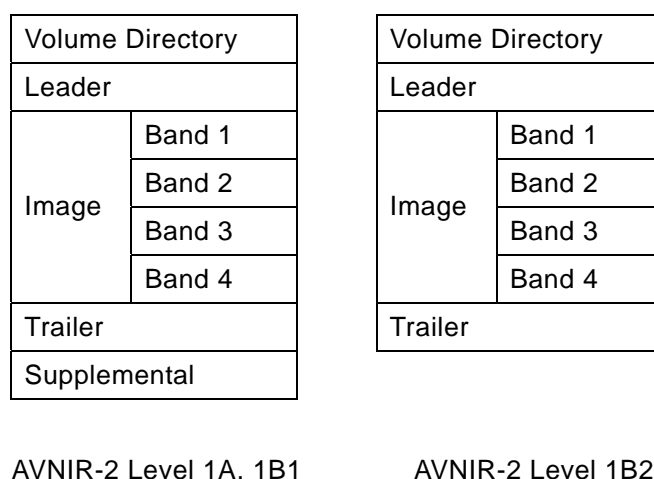 Volume Directory
Leader
Image
Band 1
Band 2
Band 3
Band 4
Trailer
Supplemental
AVNIR-2 Level 1A, 1B1
Volume Directory
Leader
Image
Band 1
Band 2
Band 3
Band 4
Trailer
AVNIR-2 Level 1B2